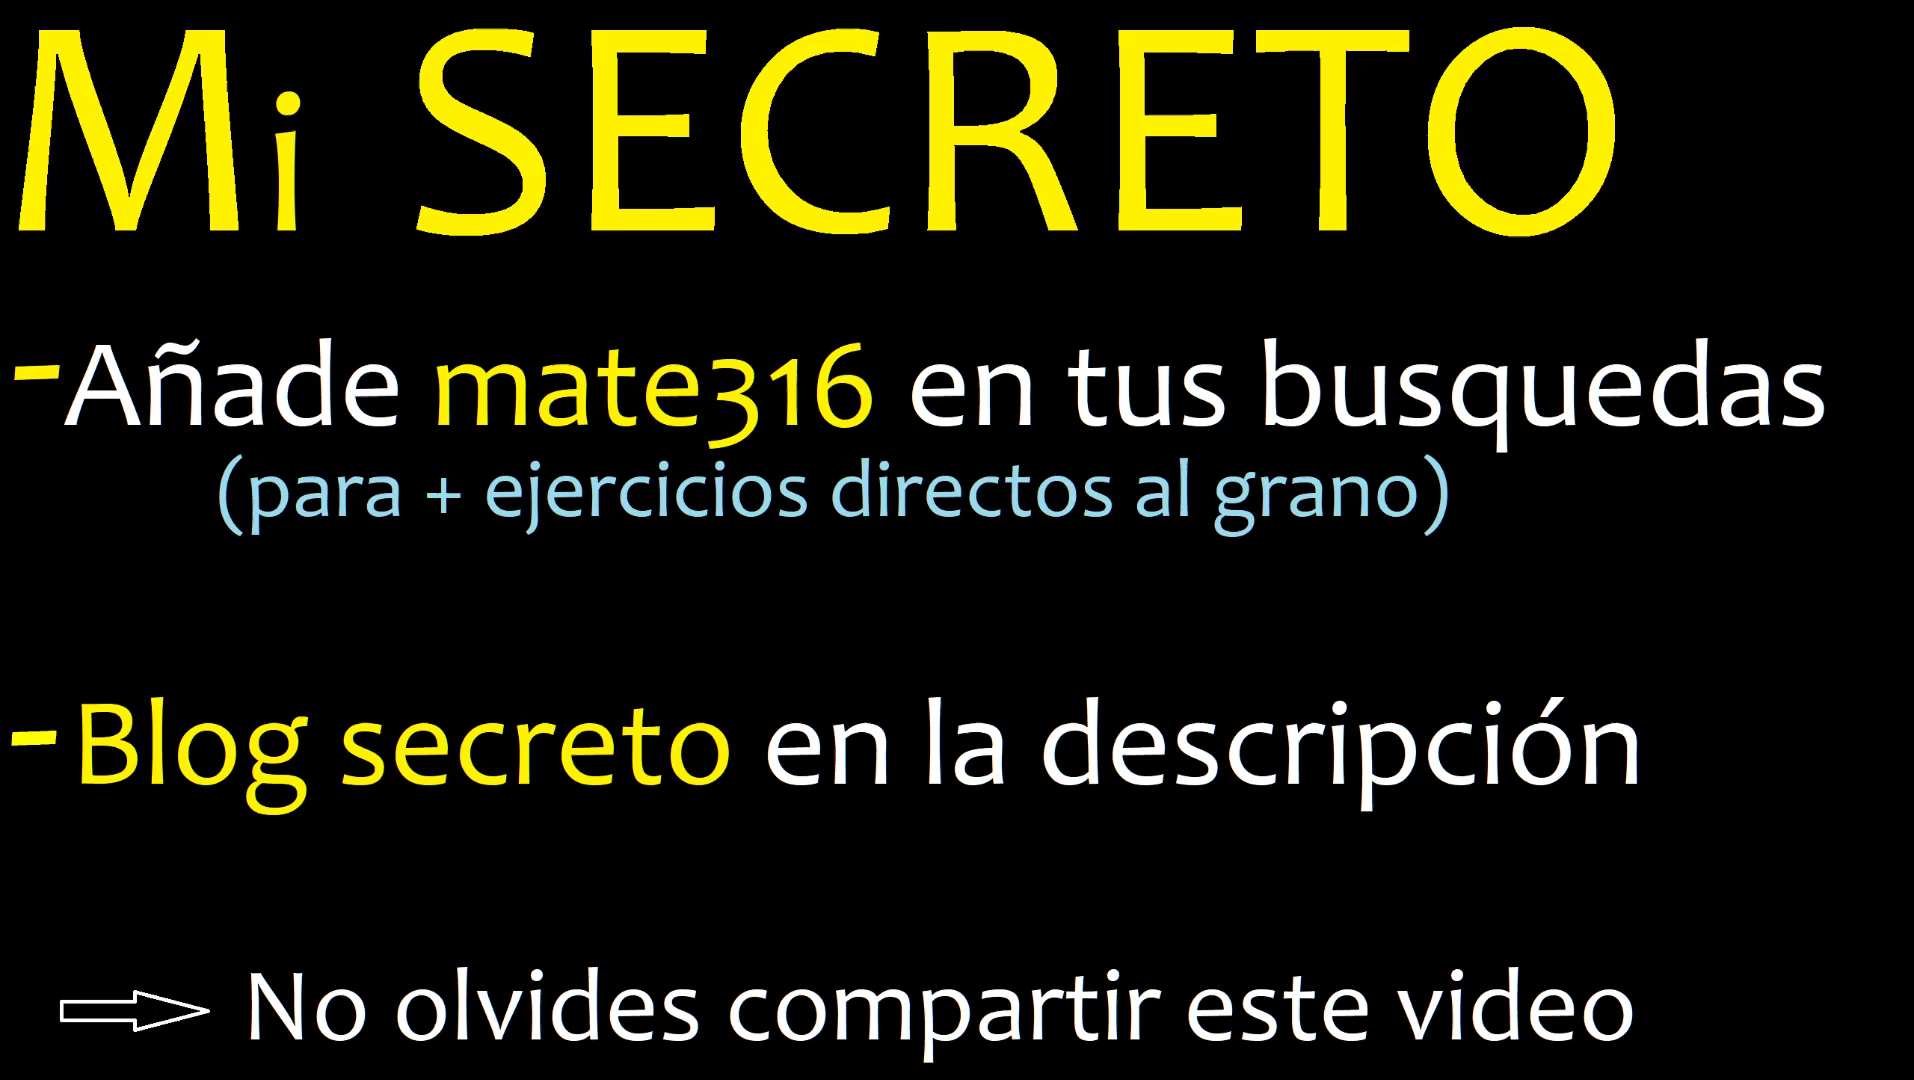 Mi SECRETO
-Añade mate316 en tus busquedas
(para + ejercicios directos al grano)
-Blog secreto en la descripción
No olvides compartir este video